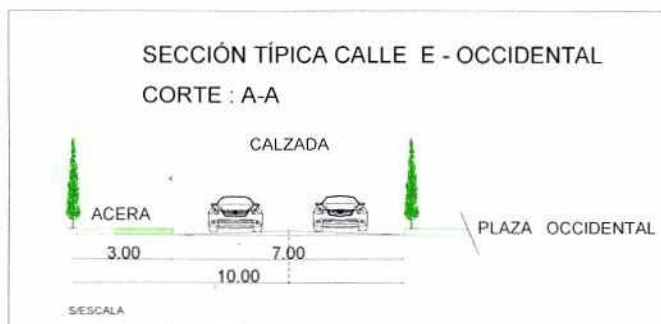 SECCIÓN TÍPICA CALLE E - OCCIDENTAL
CORTE : A-A
CALZADA
ACERA
PLAZA OCCIDENTAL
3.00 7.00
10.00
S/ESCALA